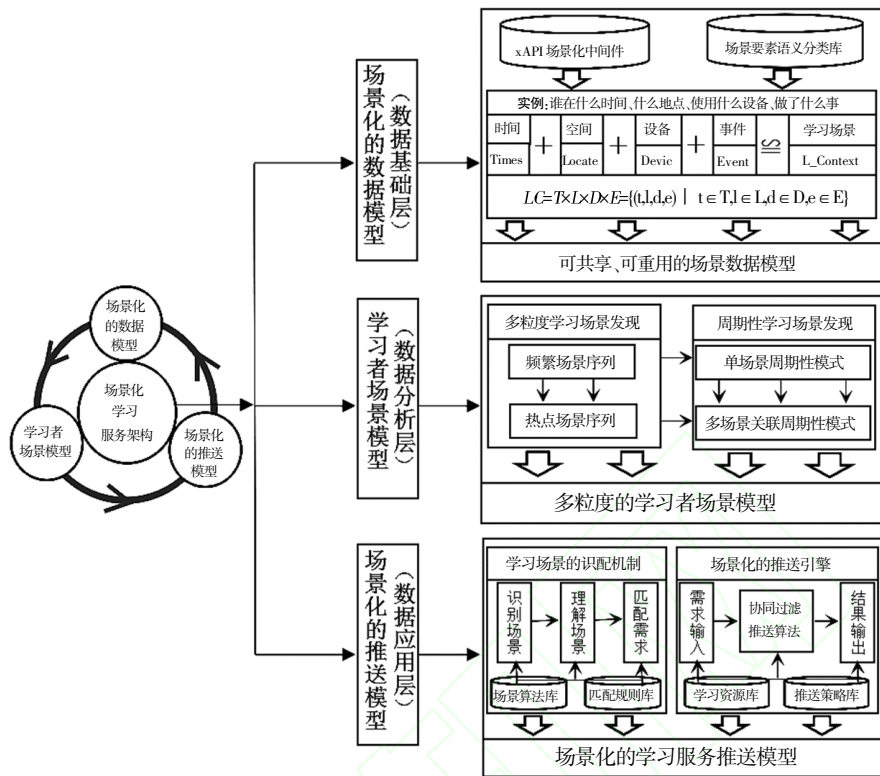 场景化
的数据
模型
场景化
学习
服务架构
学习者
场景模型
场景化
的推送
模型
场景化的数据模型
（数据基础层）
xAPI 场景化中间件
场景要素语义分类库
实例:谁在什么时间、什么地点、使用什么设备、做了什么事
时间 + 空间 + 设备 + 事件 学习场景
Times Locate Devic Event L_Context
LC=T×L×D×E={(t,l,d,e)| t∈T,l∈L,d∈D,e∈E}
可共享、可重用的场景数据模型
学习者场景模型
（数据分析层）
多粒度学习场景发现
频繁场景序列
热点场景序列
周期性学习场景发现
单场景周期性模式
多场景关联周期性模式
多粒度的学习者场景模型
场景化的推送模型
（数据应用层）
学习场景的识配机制
识别场景
理解场景
匹配需求
场景算法库
匹配规则库
场景化的推送引擎
需求输入
协同过滤
推送算法
结果输出
学习资源库
推送策略库
场景化的学习服务推送模型